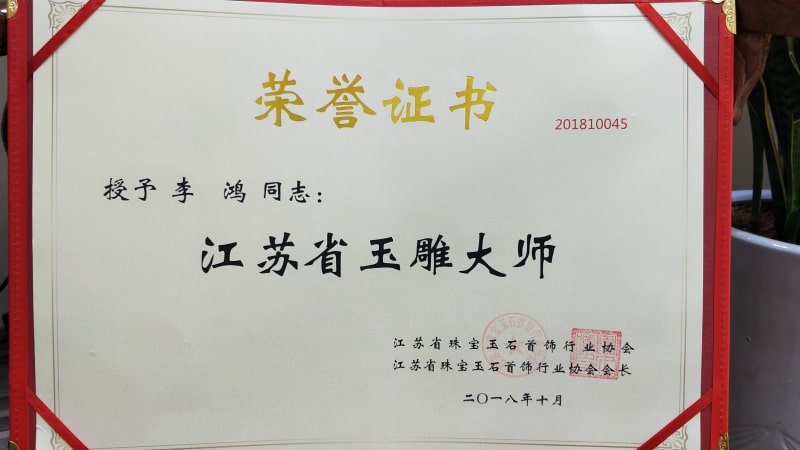 荣誉证书
201810045
授予 李 鸿 同志：
江苏省玉雕大师
江苏省珠宝玉石首饰行业协会
江苏省珠宝玉石首饰行业协会会长
二〇一八年十月